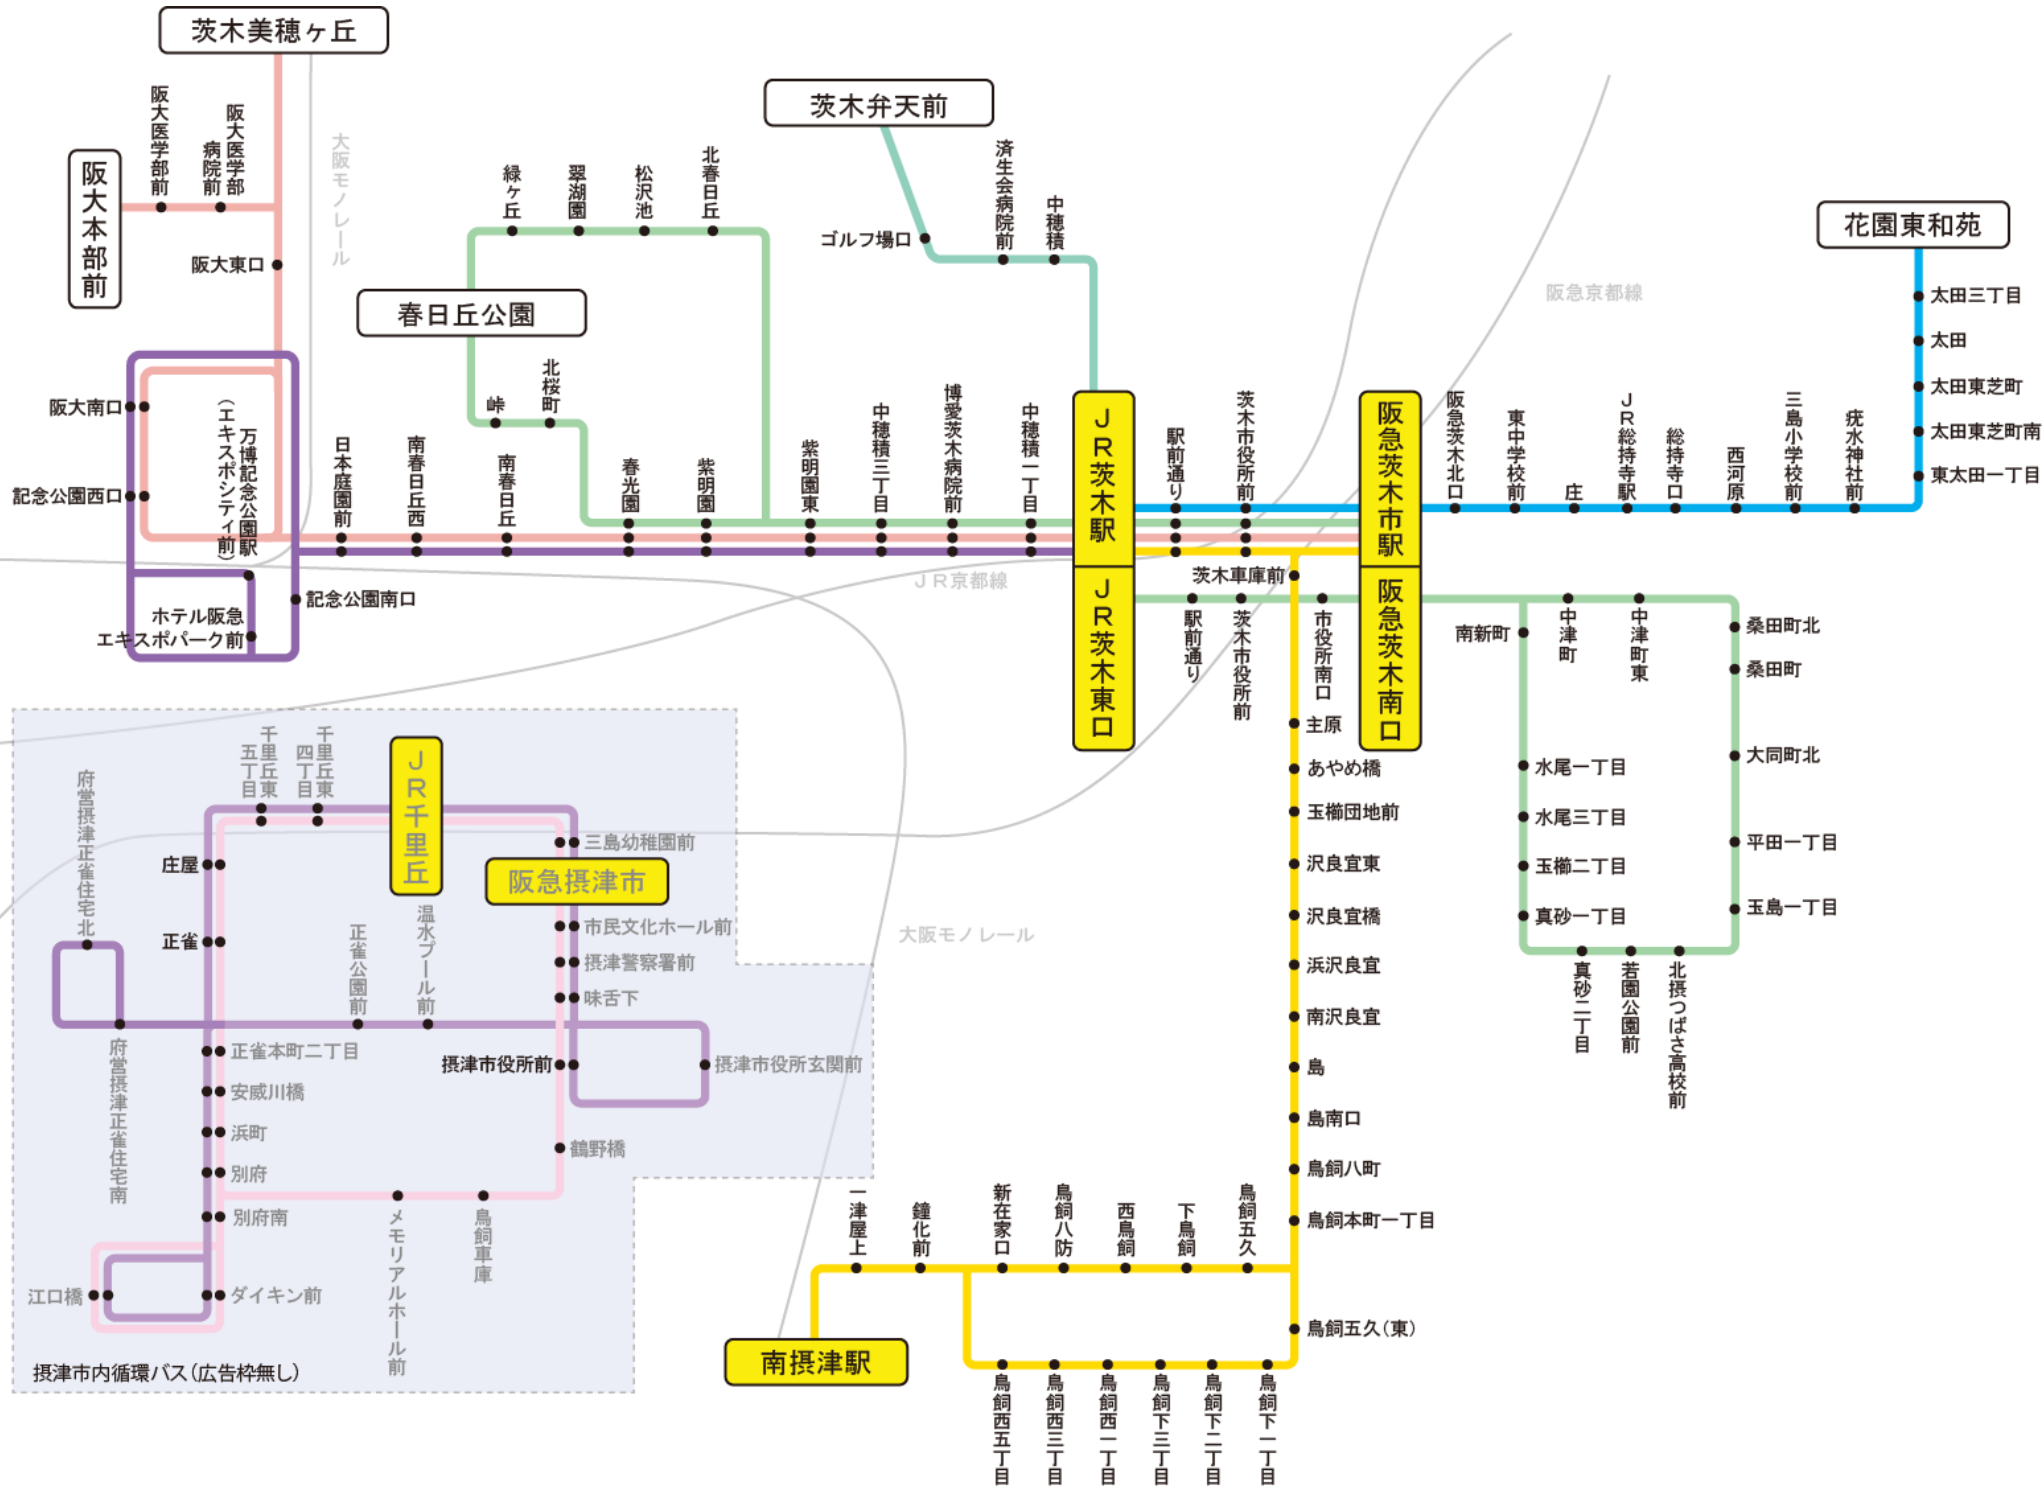 茨木美穂ヶ丘
阪大本部前
阪大医学部前
阪大医学部
病院前
大阪モノレール
阪大東口
緑ヶ丘
翠湖園
松沢池
北春日丘
春日丘公園
峠
北桜町
茨木弁天前
ゴルフ場口
済生会病院前
中穂積
花園東和苑
阪急京都線
太田三丁目
太田
太田東芝町
太田東芝町南
東太田一丁目
阪大南口
記念公園西口
万博記念公園駅
（エキスポシティ前）
日本庭園前
南春日丘西
南春日丘
春光園
紫明園
紫明園東
中穂積三丁目
博愛茨木病院前
中穂積一丁目
JR茨木駅
JR茨木東口
駅前通り
茨木市役所前
阪急茨木市駅
阪急茨木南口
阪急茨木北口
東中学校前
庄
JR総持寺駅
総持寺口
西河原
三島小学校前
疣水神社前
記念公園南口
ホテル阪急
エキスポパーク前
JR京都線
茨木車庫前
駅前通り
茨木市役所前
市役所南口
南新町
中津町
中津町東
桑田町北
桑田町
大同町北
平田一丁目
玉島一丁目
水尾一丁目
水尾三丁目
玉櫛二丁目
真砂一丁目
真砂二丁目
若園公園前
北摂つばさ高校前
主原
あやめ橋
玉櫛団地前
沢良宜東
沢良宜橋
浜沢良宜
南沢良宜
島
島南口
鳥飼八町
鳥飼本町一丁目
鳥飼五久（東）
一津屋上
鐘化前
新在家口
鳥飼八防
西鳥飼
下鳥飼
鳥飼五久
南摂津駅
鳥飼西五丁目
鳥飼西三丁目
鳥飼西一丁目
鳥飼下三丁目
鳥飼下二丁目
鳥飼下一丁目
大阪モノレール
千里丘東
五丁目
千里丘東
四丁目
JR千里丘
府営摂津正雀住宅北
庄屋
正雀
三島幼稚園前
阪急摂津市
市民文化ホール前
摂津警察署前
味舌下
正雀公園前
温水プール前
府営摂津正雀住宅南
正雀本町二丁目
安威川橋
浜町
別府
別府南
摂津市役所前
摂津市役所玄関前
鶴野橋
メモリアルホール前
鳥飼車庫
江口橋
ダイキン前
摂津市内循環バス（広告枠無し）